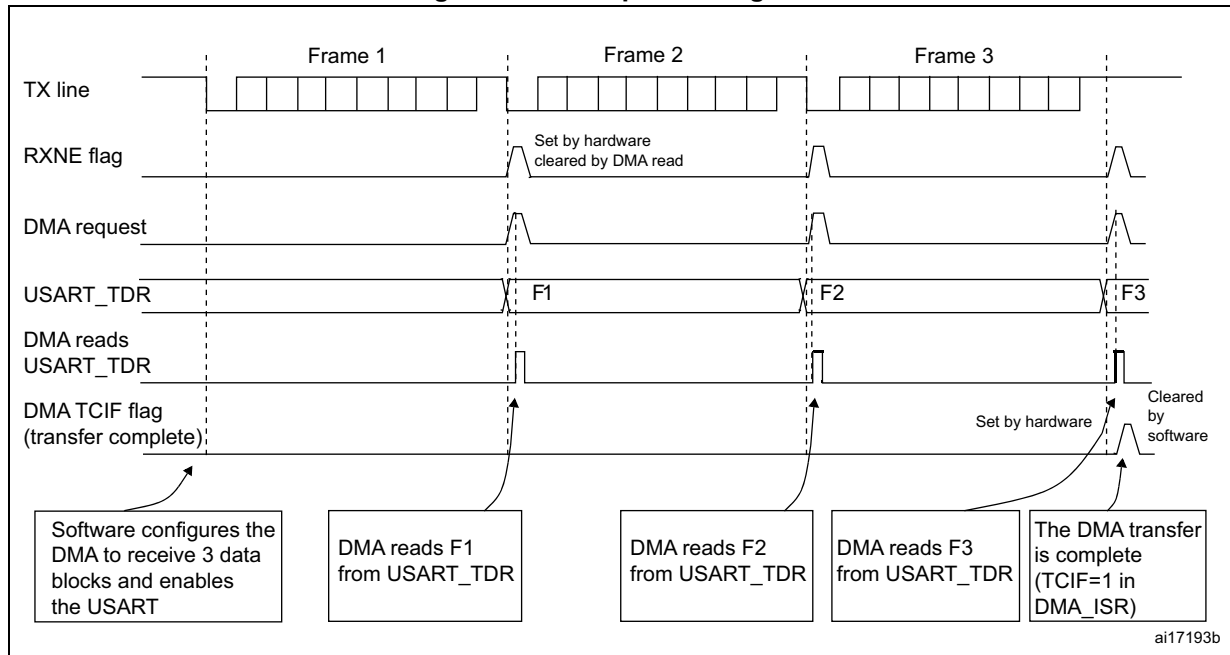 Frame 1
Frame 2
Frame 3
TX line
RXNE flag
Set by hardware
cleared by DMA read
DMA request
USART_TDR
F1
F2
F3
DMA reads
USART_TDR
DMA TCIF flag
(transfer complete)
Set by hardware
Cleared
by
software
Software configures the
DMA to receive 3 data
blocks and enables
the USART
DMA reads F1
from USART_TDR
DMA reads F2
from USART_TDR
DMA reads F3
from USART_TDR
The DMA transfer
is complete
(TCIF=1 in
DMA_ISR)
ai17193b